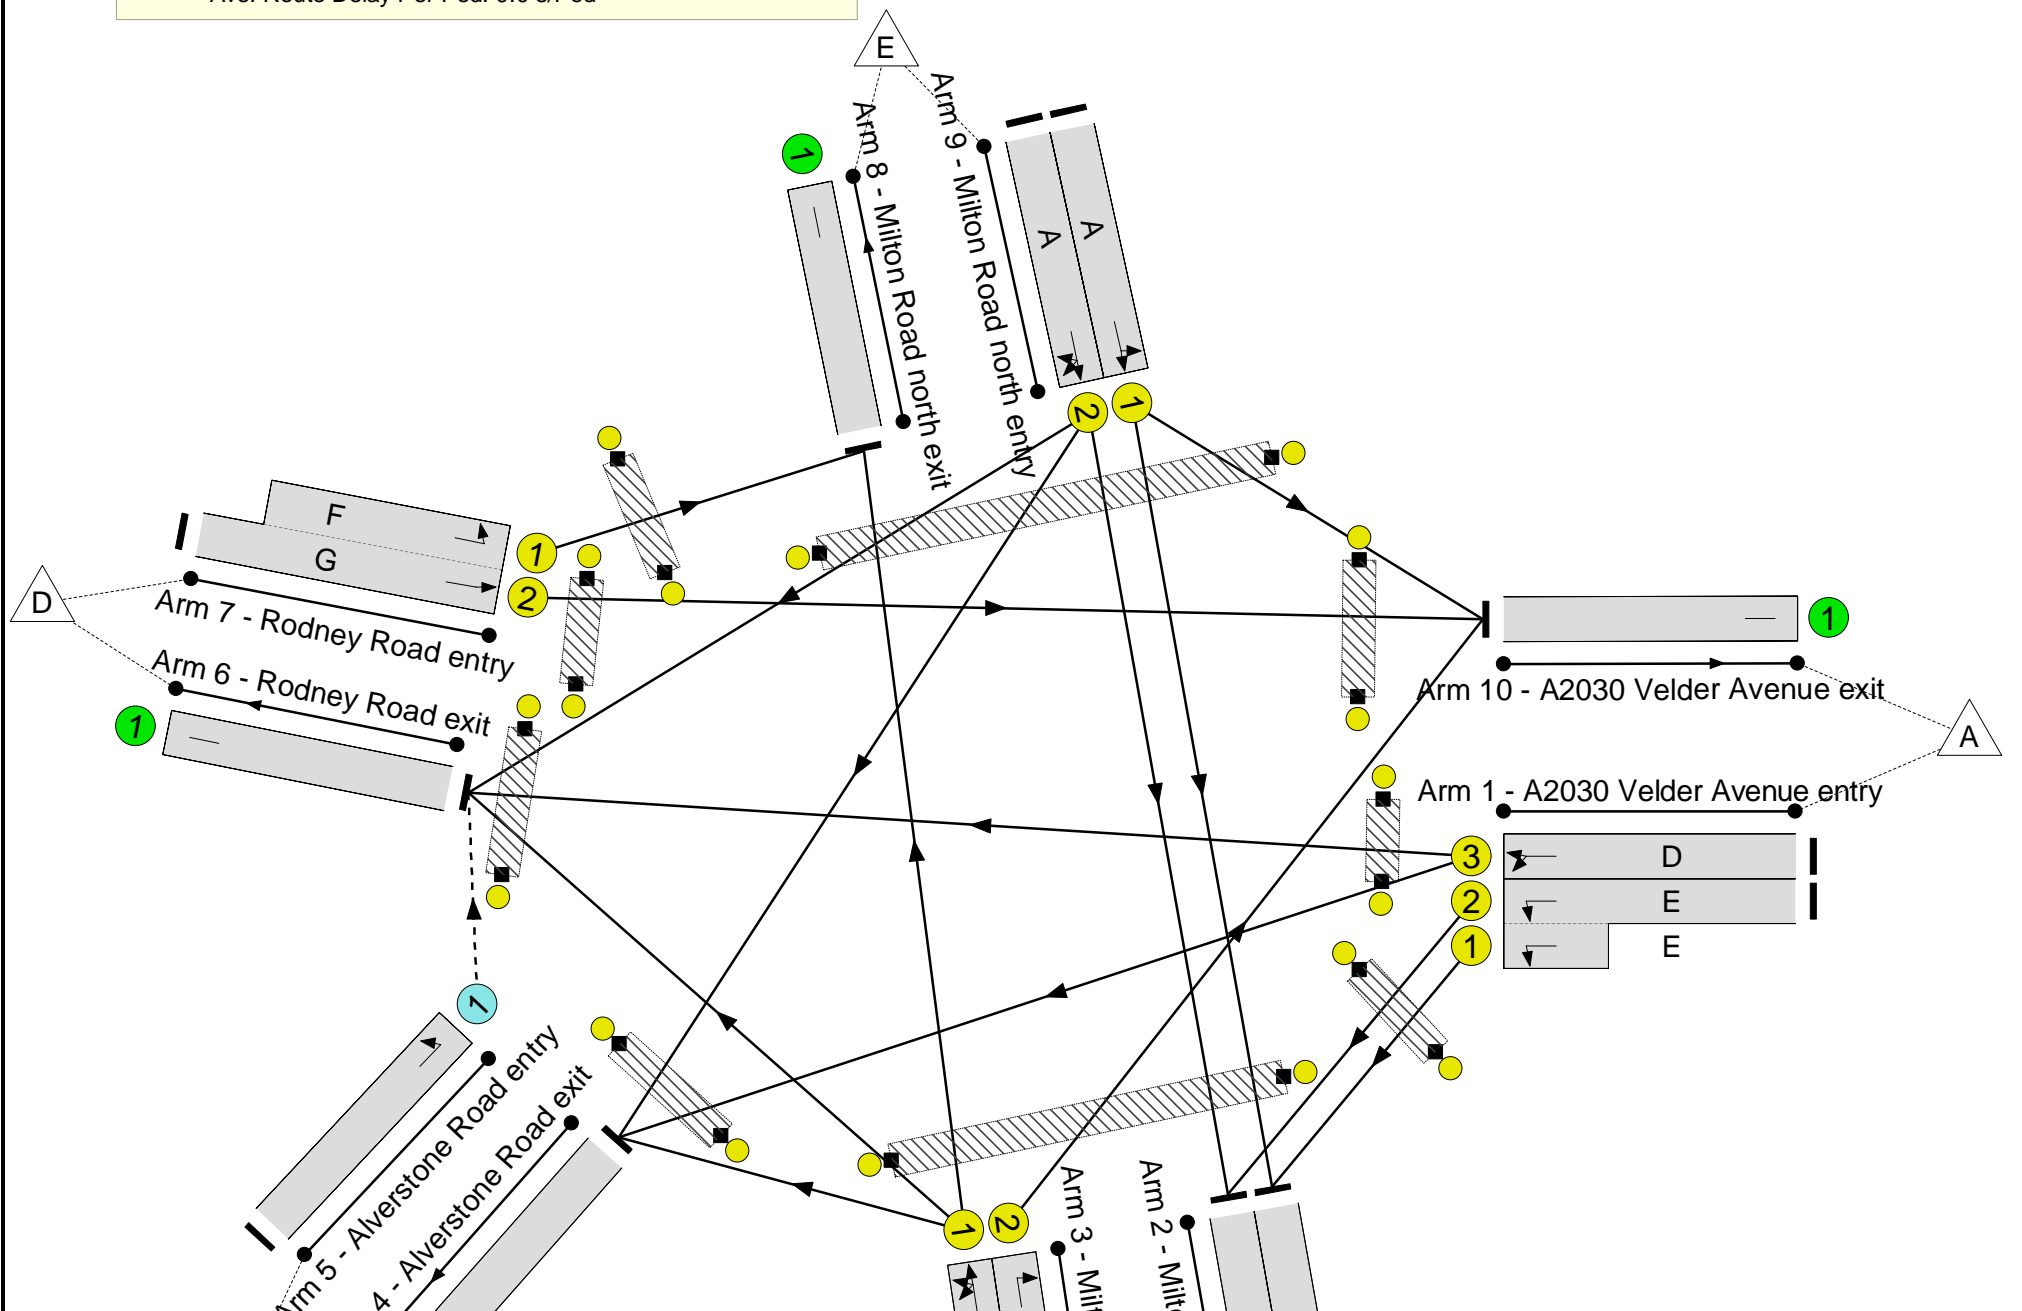 E
Arm 8 - Milton Road north exit
Arm 9 - Milton Road north entry
1
A
A
2
1
F
G
1
2
D
Arm 7 - Rodney Road entry
Arm 6 - Rodney Road exit
1
1
Arm 10 - A2030 Velder Avenue exit
A
Arm 1 - A2030 Velder Avenue entry
3
D
2
E
1
E
1
Arm 5 - Alverstone Road entry
4 - Alverstone Road exit
1
2
Arm 3 - Milt
Arm 2 - Milto